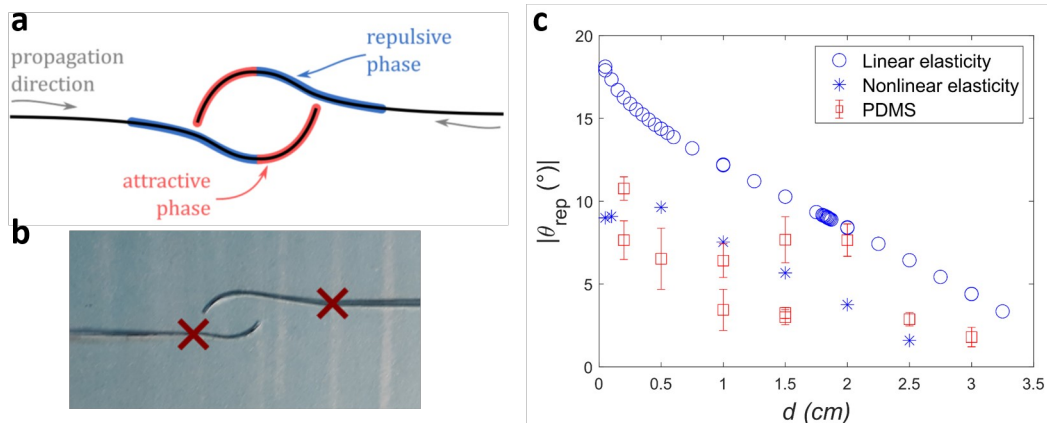 a
propagation
direction
repulsive
phase
attractive
phase
b
c
|θrep (°)|
20
15
10
5
0
0 0.5 1 1.5 2 2.5 3 3.5
d (cm)
Linear elasticity
Nonlinear elasticity
PDMS